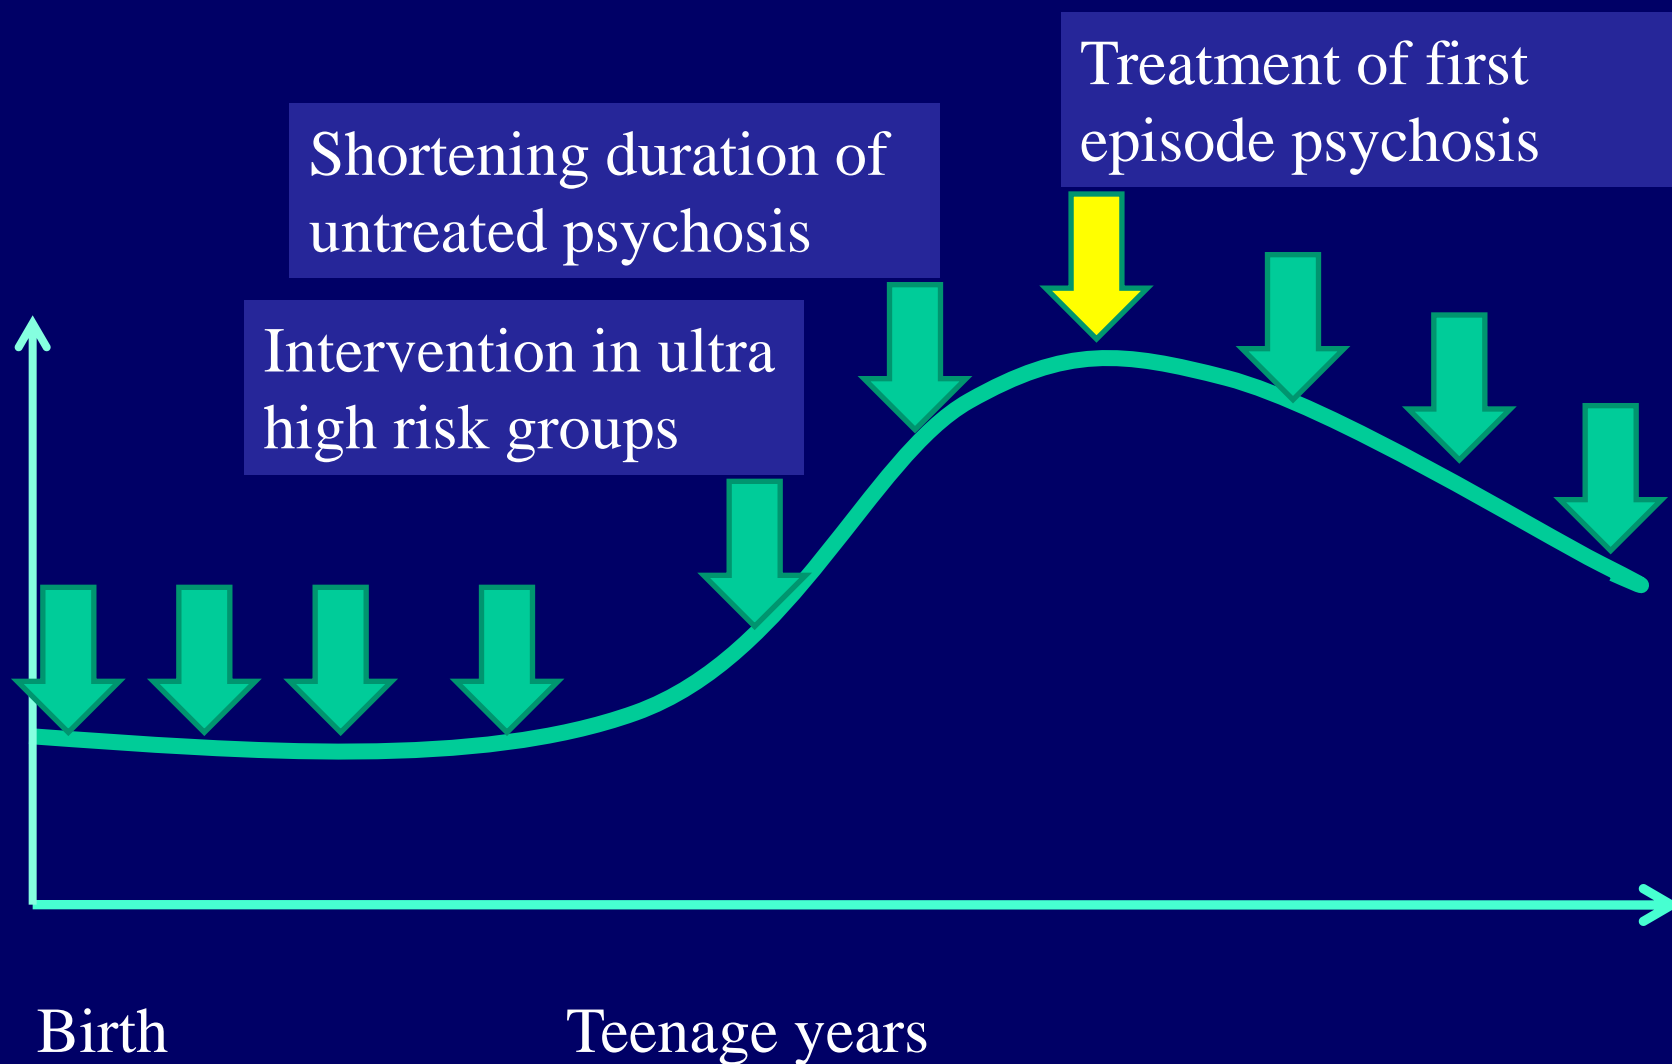 Treatment of first
episode psychosis
Shortening duration of
untreated psychosis
Intervention in ultra
high risk groups
Birth
Teenage years